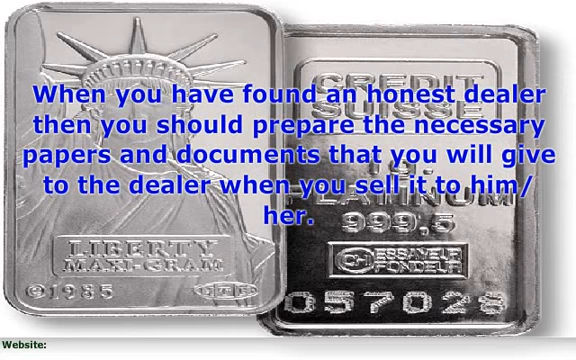 When you have found an honest dealer
then you should prepare the necessary
papers and documents that you will give
to the dealer when you sell it to him/
her.
CREDIT
SUISSE
PLATINUM
999,5
LIBERTY
MAXI-GRAM
ESSAYEUR
FONDEUR
©1985
057028
Website: